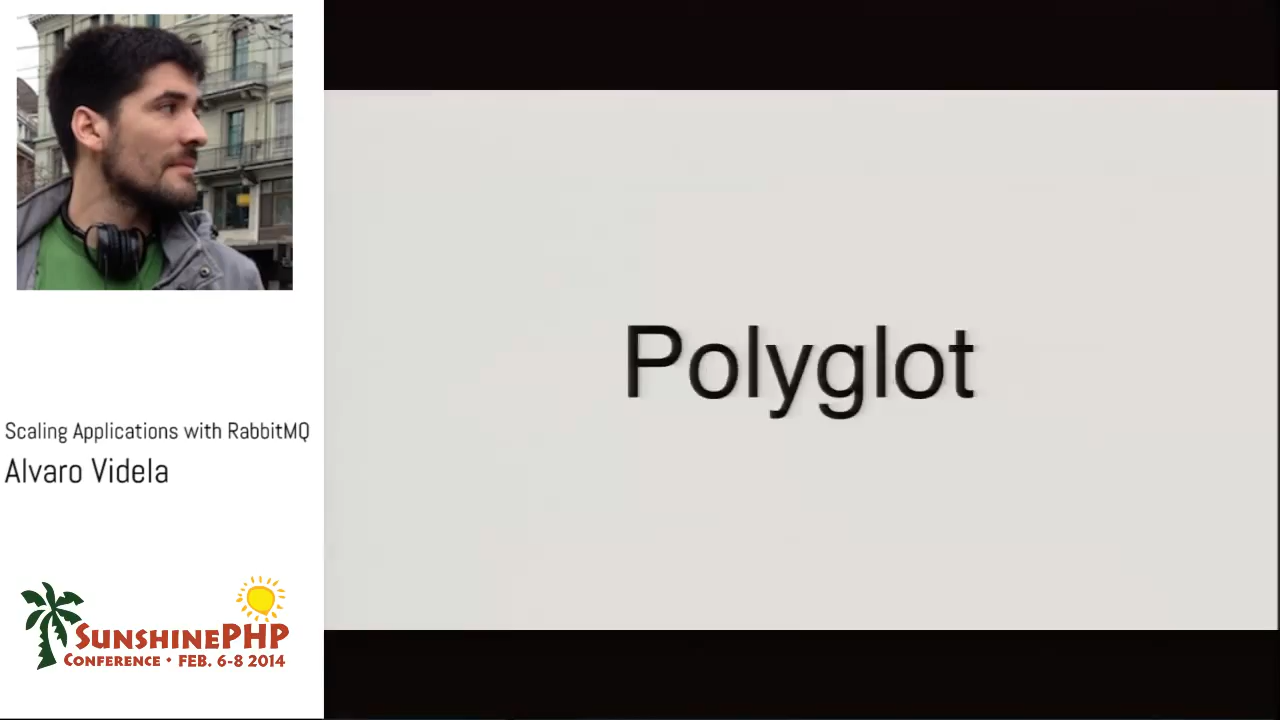 Scaling Applications with RabbitMQ
Alvaro Videla
SUNSHINEPHP
CONFERENCE • FEB. 6-8 2014
Polyglot